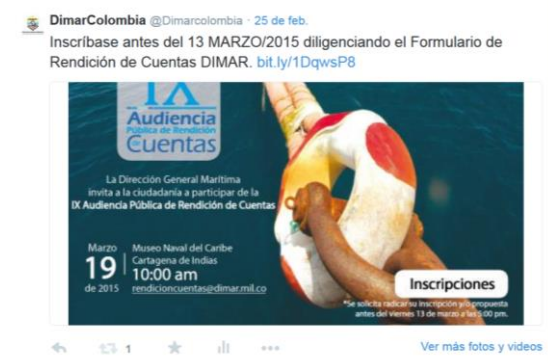 DimarColombia @Dimarcolombia · 25 de feb.
Inscríbase antes del 13 MARZO/2015 diligenciando el Formulario de
Rendición de Cuentas DIMAR. bit.ly/1DqwsP8
IX
Audiencia
Pública de Rendición
de
Cuentas
La Dirección General Marítima
invita a la ciudadanía a participar de la
IX Audiencia Pública de Rendición de Cuentas
Marzo
19
de 2015
Museo Naval del Caribe
Cartagena de Indias
10:00 am
rendicioncuentas@dimar.mil.co
Inscripciones
*Se solicita radicar su inscripción y/o propuesta
antes del viernes 13 de marzo a las 5:00 pm.
1
Ver más fotos y videos